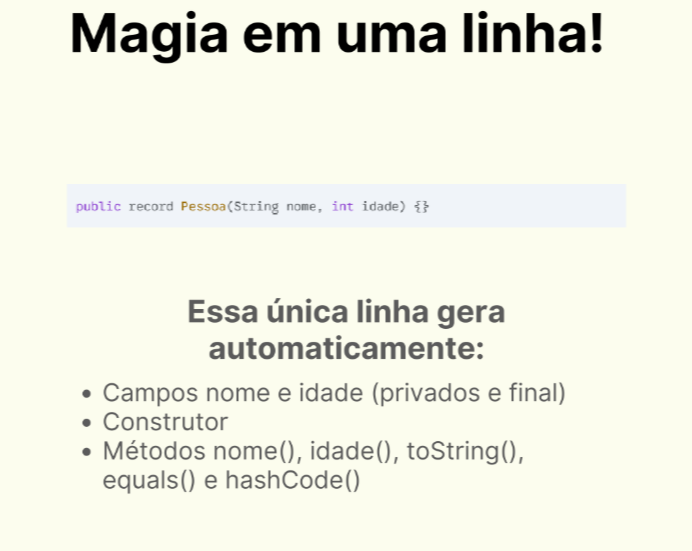 Magia em uma linha!
public record Pessoa(String nome, int idade) {}
Essa única linha gera
automaticamente:
• Campos nome e idade (privados e final)
• Construtor
• Métodos nome(), idade(), toString(),
equals() e hashCode()